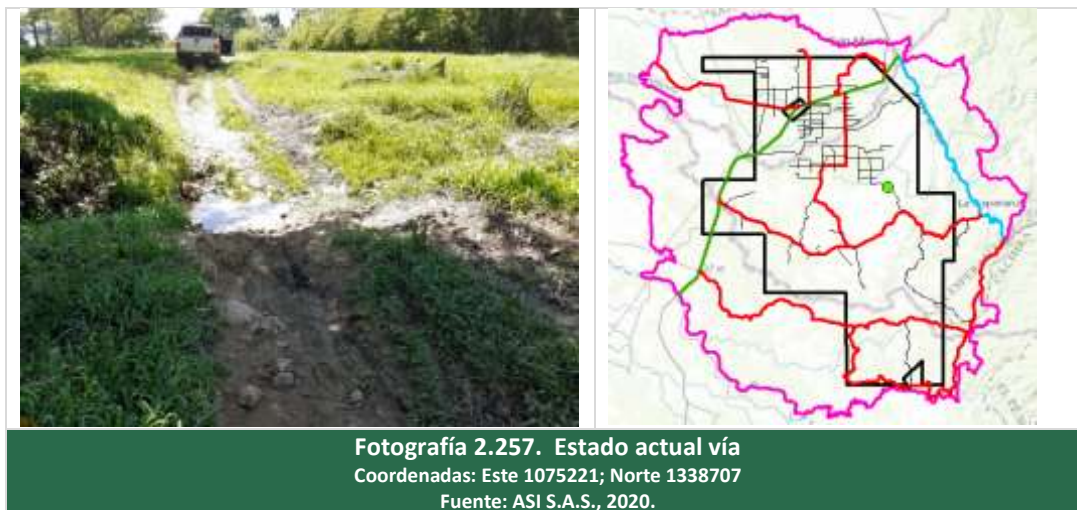 Fotografía 2.257. Estado actual vía
Coordenadas: Este 1075221; Norte 1338707
Fuente: ASI S.A.S., 2020.